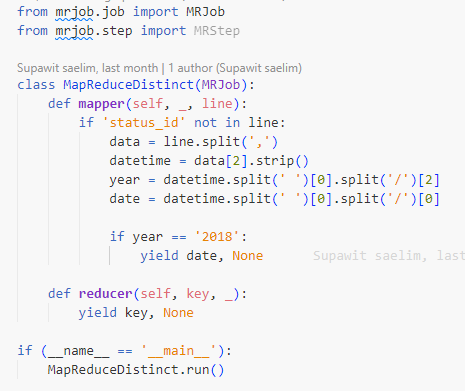 from mrjob.job import MRJob
from mrjob.step import MRStep
Supawit saelim, last month | 1 author (Supawit saelim)
class MapReduceDistinct(MRJob):
    def mapper(self, _, line):
        if 'status_id' not in line:
            data = line.split(',')
            datetime = data[2].strip()
            year = datetime.split(' ')[0].split('/')[2]
            date = datetime.split(' ')[0].split('/')[0]
            if year == '2018':
                yield date, None Supawit saelim, last
    def reducer(self, key, _):
        yield key, None
if (__name__ == '__main__'):
    MapReduceDistinct.run()